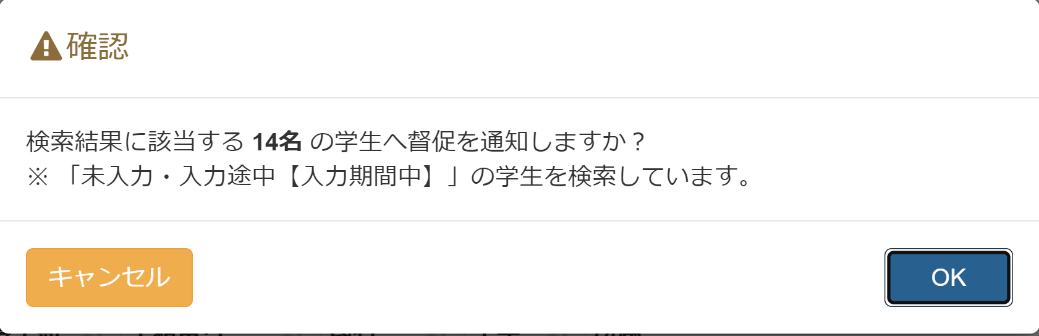 確認
検索結果に該当する 14名 の学生へ督促を通知しますか？
※ 「未入力・入力途中【入力期間中】」の学生を検索しています。
キャンセル
OK